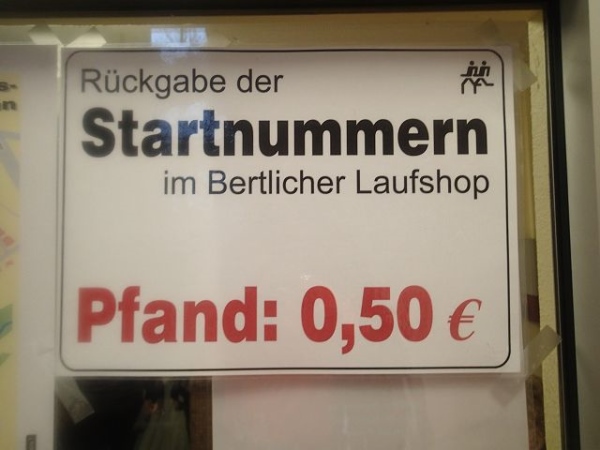 Rückgabe der
Startnummern
im Bertlicher Laufshop
Pfand: 0,50 €